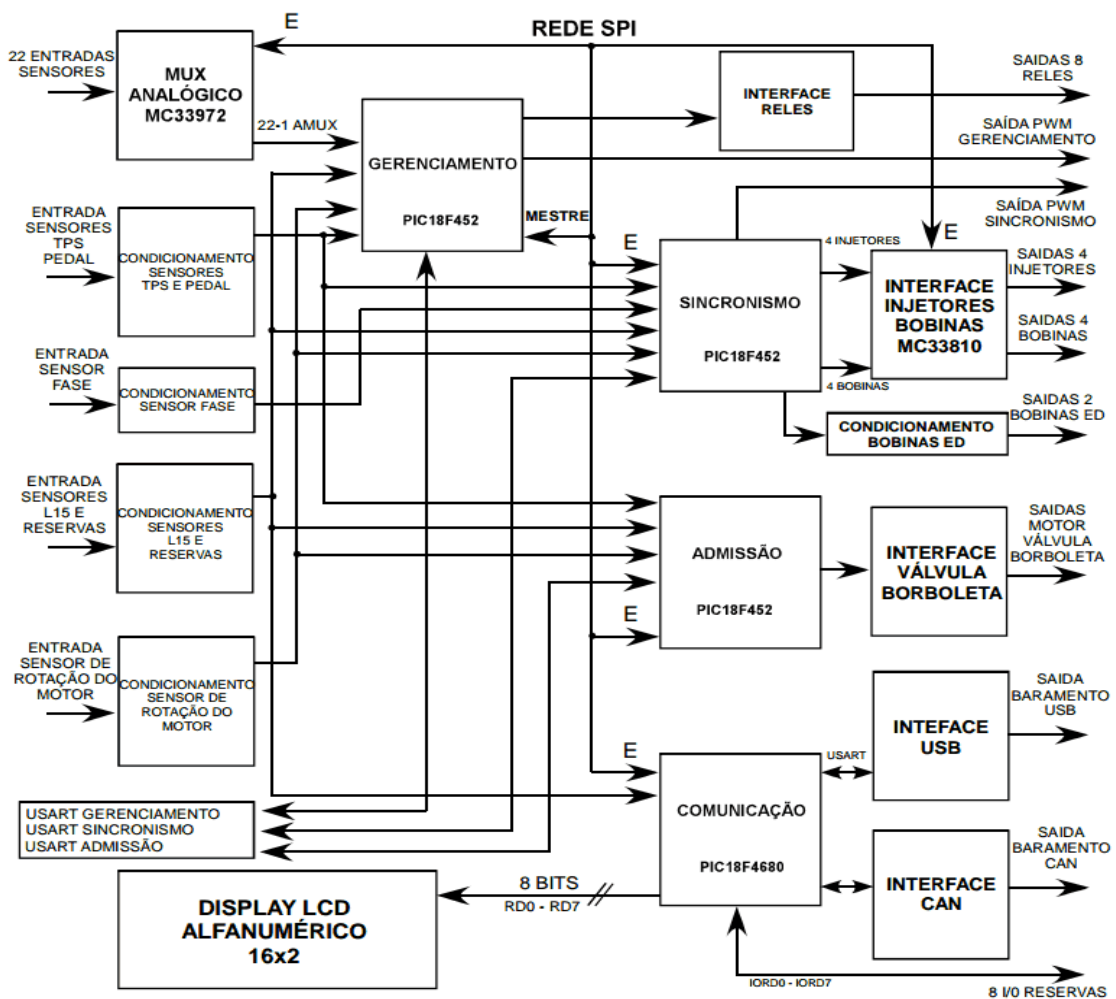 REDE SPI
E
22 ENTRADAS
SENSORES
MUX
ANALÓGICO
MC33972
22-1 AMUX
GERENCIAMENTO
PIC18F452
MESTRE
INTERFACE
RELES
SAIDAS 8
RELES
SAÍDA PWM
GERENCIAMENTO
SAÍDA PWM
SINCRONISMO
ENTRADA
SENSORES
TPS
PEDAL
CONDICIONAMENTO
SENSORES
TPS E PEDAL
E
SINCRONISMO
PIC18F452
4 INJETORES
4 BOBINAS
E
INTERFACE
INJETORES
BOBINAS
MC33810
SAIDAS 4
INJETORES
SAIDAS 4
BOBINAS
ENTRADA
SENSOR
FASE
CONDICIONAMENTO
SENSOR FASE
CONDICIONAMENTO
BOBINAS ED
SAIDAS 2
BOBINAS ED
ENTRADA
SENSORES
L15 E
RESERVAS
CONDICIONAMENTO
SENSORES
L15 E
RESERVAS
ADMISSÃO
PIC18F452
E
INTERFACE
VÁLVULA
BORBOLETA
SAIDAS
MOTOR
VÁLVULA
BORBOLETA
ENTRADA
SENSOR DE
ROTAÇÃO DO
MOTOR
CONDICIONAMENTO
SENSOR DE
ROTAÇÃO DO
MOTOR
E
COMUNICAÇÃO
PIC18F4680
USART
INTEFACE
USB
SAIDA
BARAMENTO
USB
USART GERENCIAMENTO
USART SINCRONISMO
USART ADMISSÃO
INTERFACE
CAN
SAIDA
BARAMENTO
CAN
DISPLAY LCD
ALFANUMÉRICO
16x2
8 BITS
RD0 - RD7
IORD0 - IORD7
8 I/0 RESERVAS